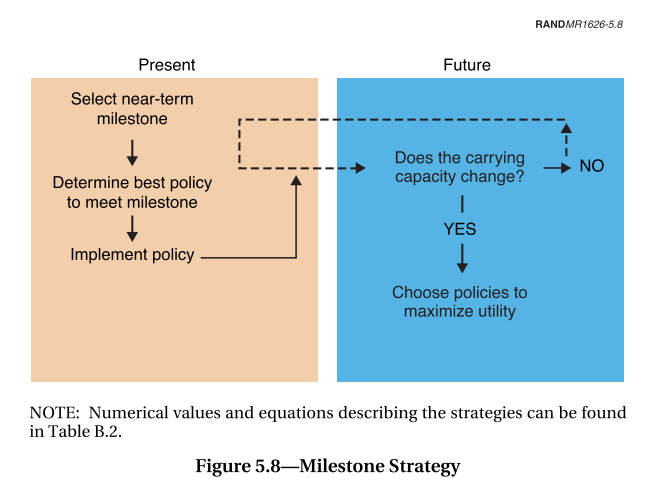 RANDMR1626-5.8
Present
Future
Select near-term
milestone
Determine best policy
to meet milestone
Implement policy
Does the carrying
capacity change?
NO
YES
Choose policies to
maximize utility
NOTE: Numerical values and equations describing the strategies can be found
in Table B.2.
Figure 5.8—Milestone Strategy